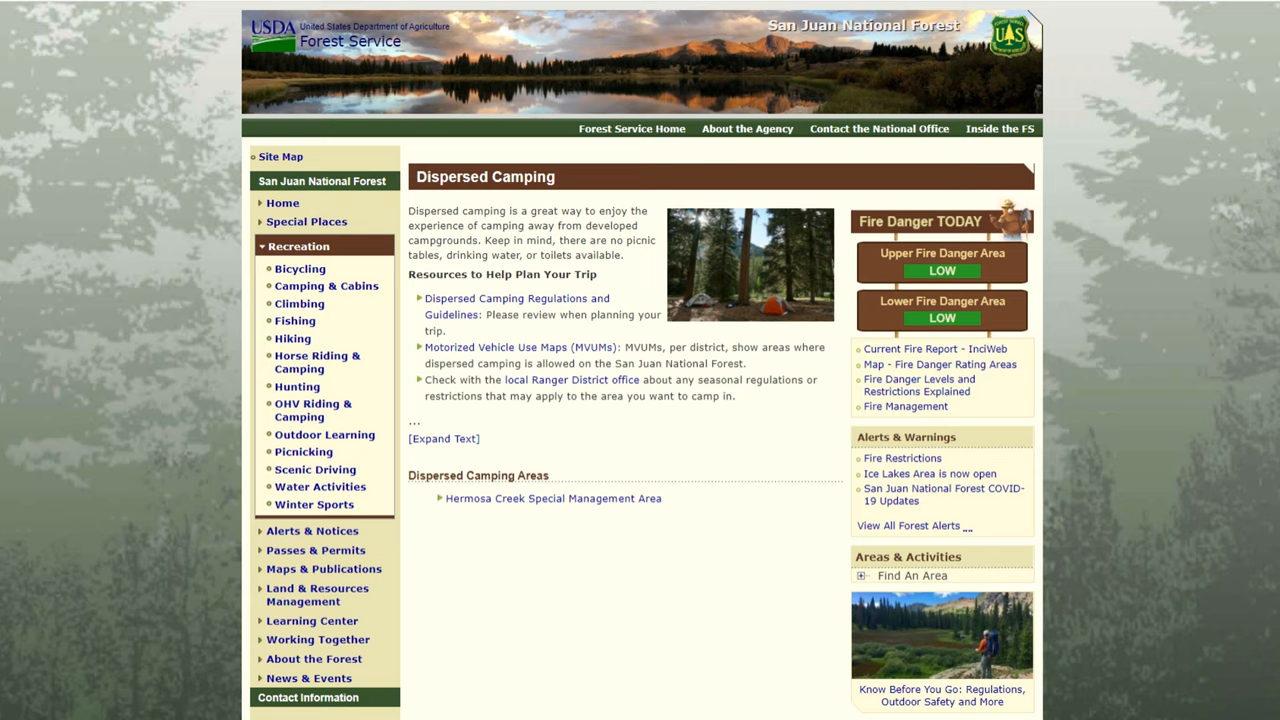 USDA United States Department of Agriculture
Forest Service
San Juan National Forest
FOREST SERVICE
U S
Forest Service Home
About the Agency
Contact the National Office
Inside the FS
Site Map
San Juan National Forest
Home
Special Places
Recreation
Bicycling
Camping & Cabins
Climbing
Fishing
Hiking
Horse Riding &
Camping
Hunting
OHV Riding &
Camping
Outdoor Learning
Picnicking
Scenic Driving
Water Activities
Winter Sports
Alerts & Notices
Passes & Permits
Maps & Publications
Land & Resources
Management
Learning Center
Working Together
About the Forest
News & Events
Contact Information
Dispersed Camping
Dispersed camping is a great way to enjoy the
experience of camping away from developed
campgrounds. Keep in mind, there are no picnic
tables, drinking water, or toilets available.
Resources to Help Plan Your Trip
Dispersed Camping Regulations and
Guidelines: Please review when planning your
trip.
Motorized Vehicle Use Maps (MVUMs): MVUMs, per district, show areas where
dispersed camping is allowed on the San Juan National Forest.
Check with the local Ranger District office about any seasonal regulations or
restrictions that may apply to the area you want to camp in.
...
[Expand Text]
Dispersed Camping Areas
Hermosa Creek Special Management Area
Fire Danger TODAY
Upper Fire Danger Area
LOW
Lower Fire Danger Area
LOW
Current Fire Report - InciWeb
Map - Fire Danger Rating Areas
Fire Danger Levels and
Restrictions Explained
Fire Management
Alerts & Warnings
Fire Restrictions
Ice Lakes Area is now open
San Juan National Forest COVID-
19 Updates
View All Forest Alerts ....
Areas & Activities
Find An Area
Know Before You Go: Regulations,
Outdoor Safety and More